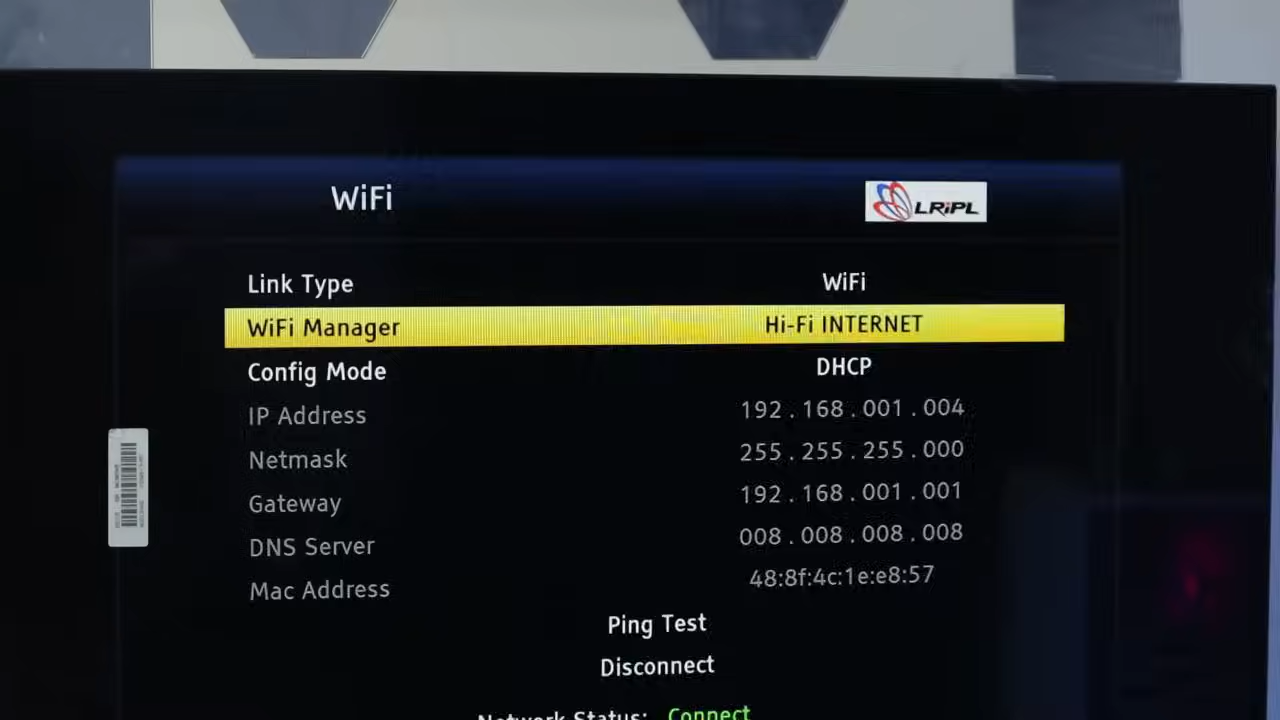 WiFi
LRiPL
Link Type WiFi
WiFi Manager Hi-Fi INTERNET
Config Mode DHCP
IP Address 192 . 168 . 001 . 004
Netmask 255 . 255 . 255 . 000
Gateway 192 . 168 . 001 . 001
DNS Server 008 . 008 . 008 . 008
Mac Address 48:8f:4c:1e:e8:57
Ping Test
Disconnect
Network Status: Connect